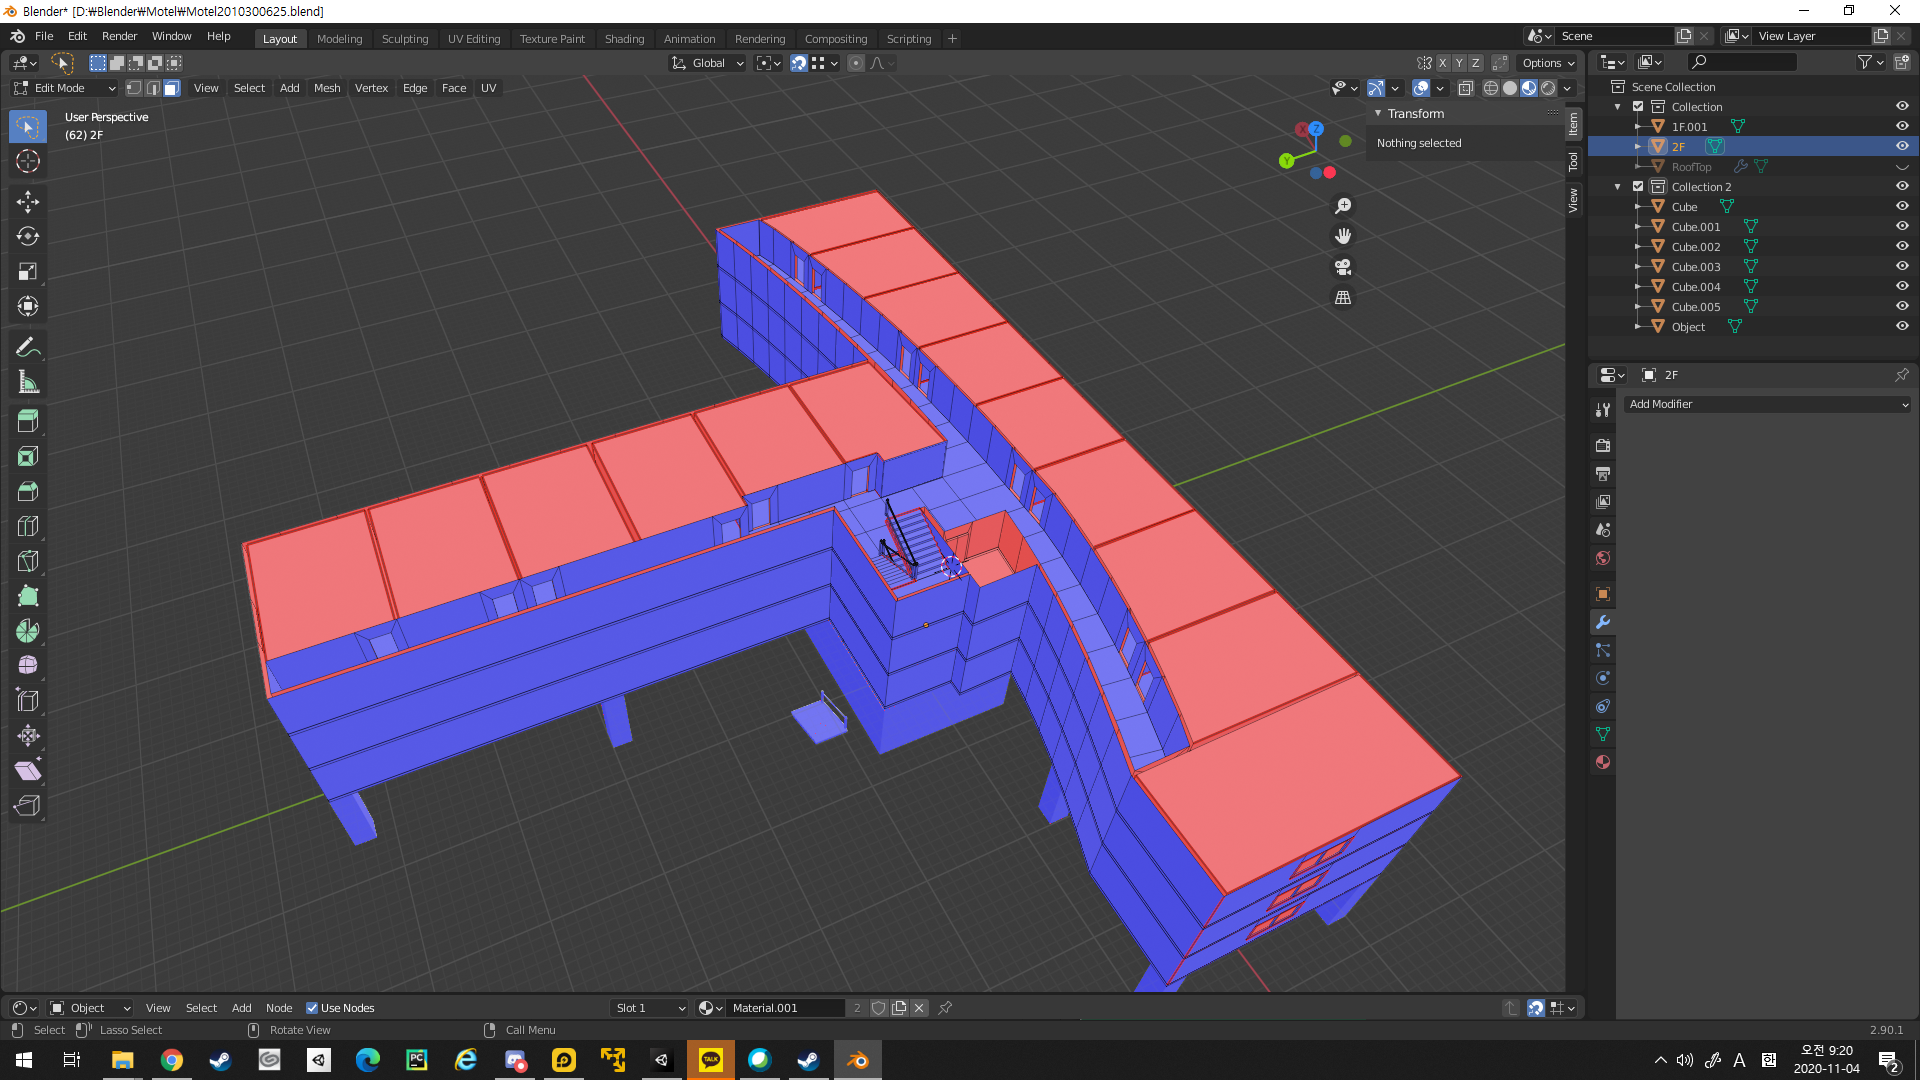 Blender* [D:₩Blender₩Motel₩Motel2010300625.blend]
File Edit Render Window Help
Layout Modeling Sculpting UV Editing Texture Paint Shading Animation Rendering Compositing Scripting +
Scene
View Layer
Global
X Y Z
Options
Edit Mode
View Select Add Mesh Vertex Edge Face UV
User Perspective
(62) 2F
Transform
Nothing selected
Item
Tool
View
Z
Y
X
Scene Collection
Collection
1F.001
2F
RoofTop
Collection 2
Cube
Cube.001
Cube.002
Cube.003
Cube.004
Cube.005
Object
2F
Add Modifier
Object
View Select Add Node Use Nodes
Slot 1
Material.001
2
Select Lasso Select Rotate View Call Menu
2.90.1
PC
TALK
A
오전 9:20
2020-11-04
2